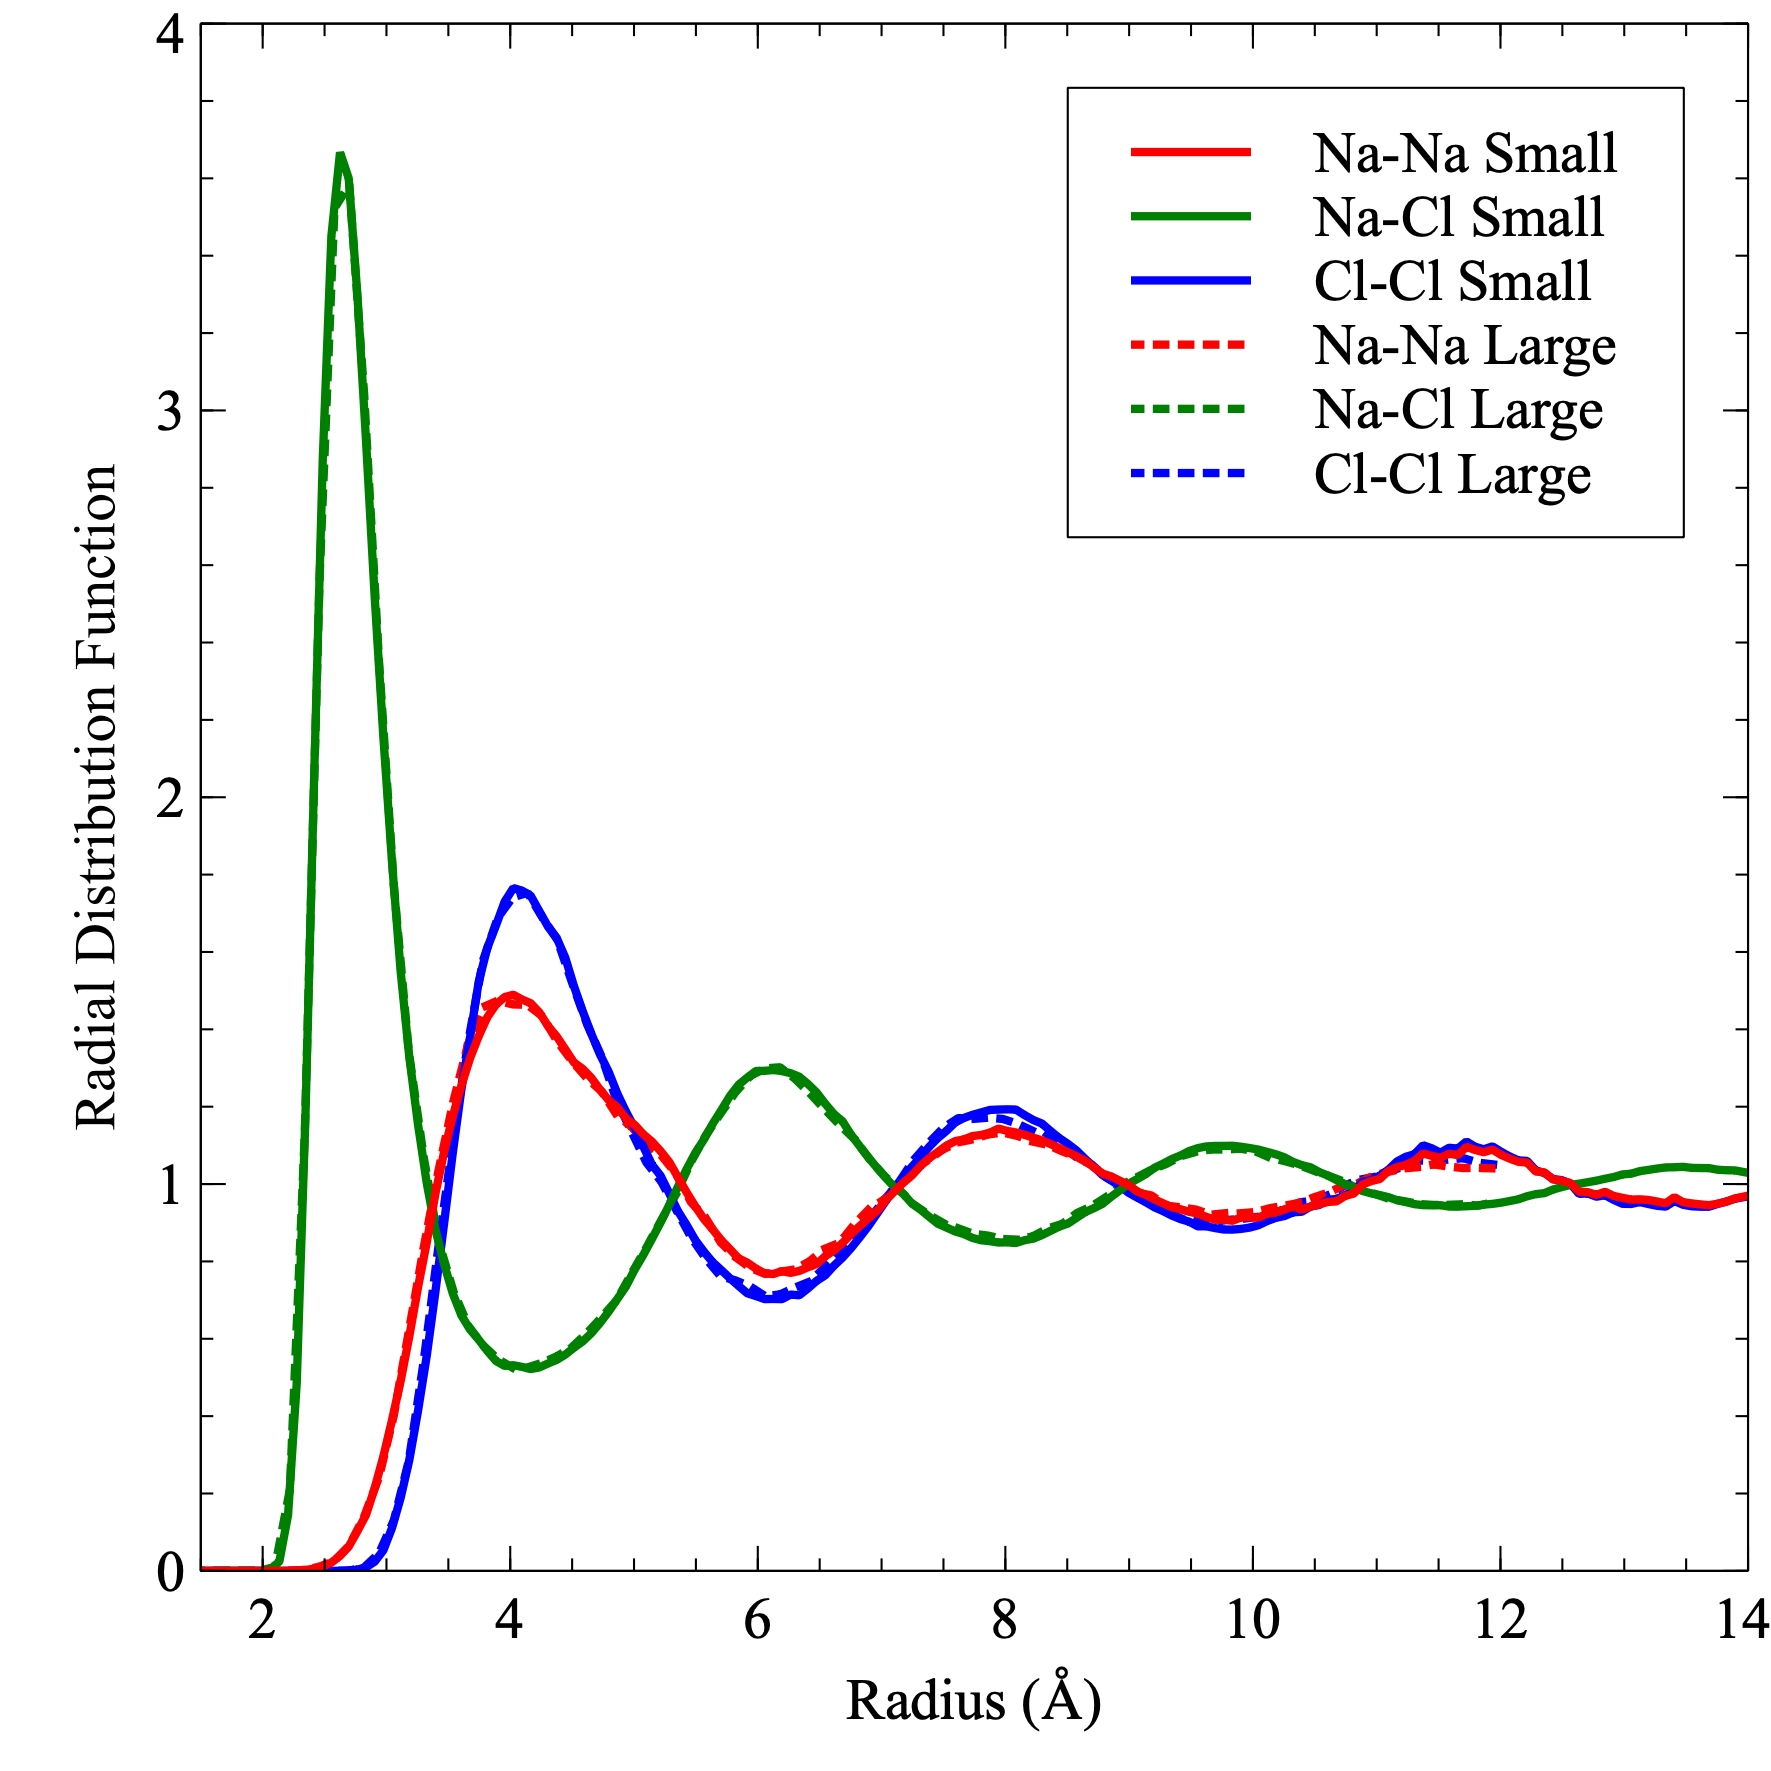 4
3
2
1
0
Radial Distribution Function
Na-Na Small
Na-Cl Small
Cl-Cl Small
Na-Na Large
Na-Cl Large
Cl-Cl Large
2 4 6 8 10 12 14
Radius (Å)